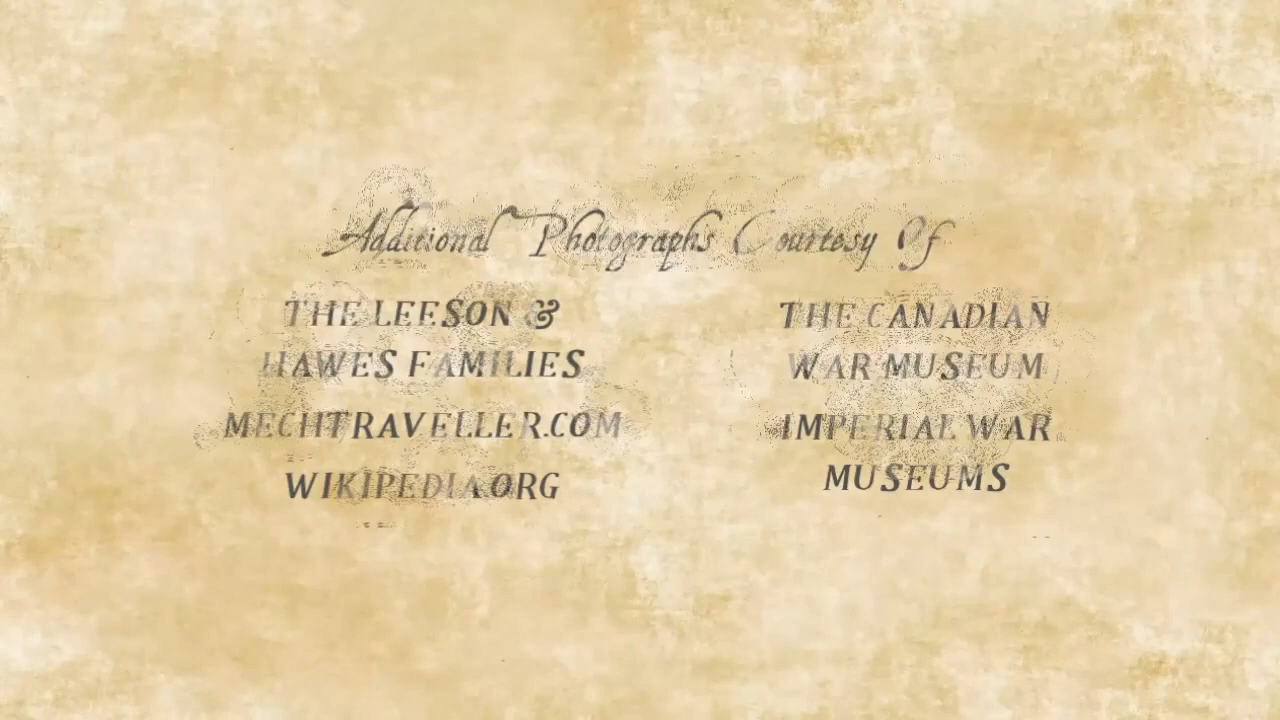 Additional Photographs Courtesy Of
THE LEESON &
HAWES FAMILIES
MECHTRAVELLER.COM
WIKIPEDIA.ORG
THE CANADIAN
WAR MUSEUM
IMPERIAL WAR
MUSEUMS